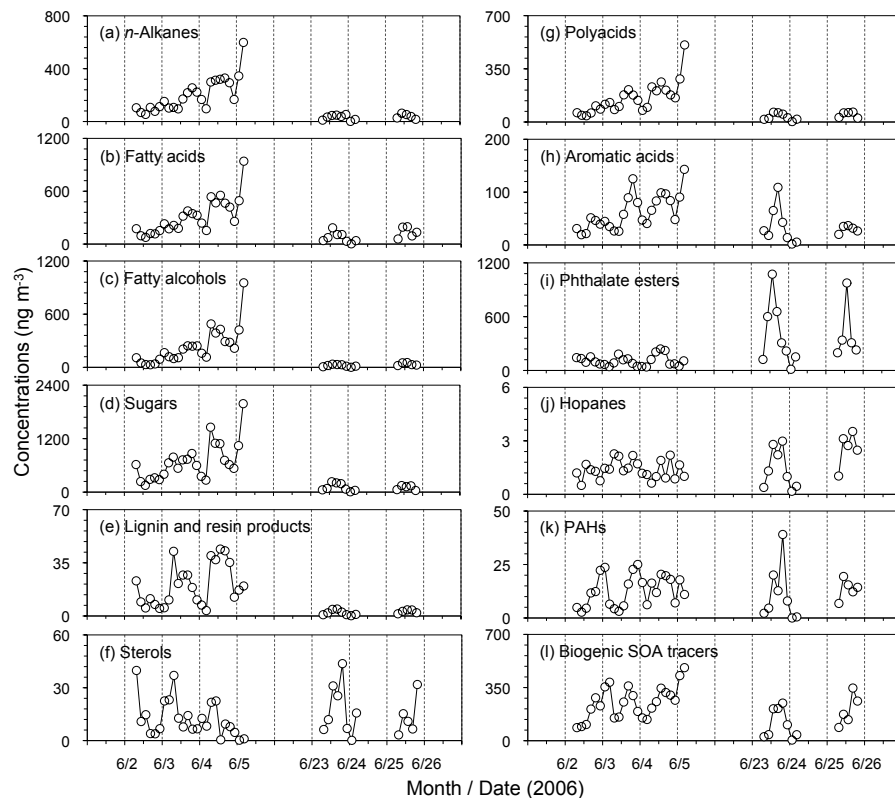 Concentrations (ng m-3)
(a) n-Alkanes
800
400
0
(b) Fatty acids
1200
600
0
(c) Fatty alcohols
1200
600
0
(d) Sugars
2400
1200
0
(e) Lignin and resin products
70
35
0
(f) Sterols
60
30
0
6/2 6/3 6/4 6/5 6/23 6/24 6/25 6/26
(g) Polyacids
700
350
0
(h) Aromatic acids
200
100
0
(i) Phthalate esters
1200
600
0
(j) Hopanes
6
3
0
(k) PAHs
50
25
0
(l) Biogenic SOA tracers
700
350
0
6/2 6/3 6/4 6/5 6/23 6/24 6/25 6/26
Month / Date (2006)